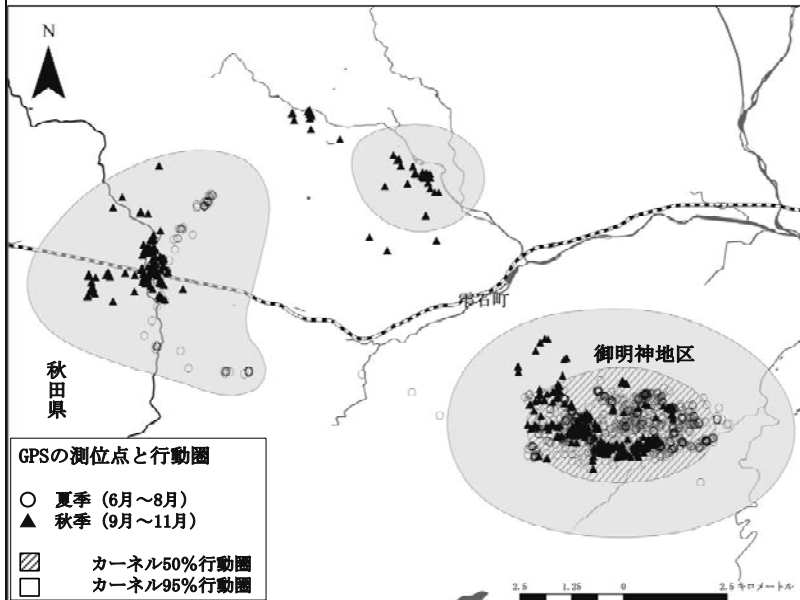 N
雫石町
御明神地区
秋田県
GPSの測位点と行動圏
夏季（6月～8月）
秋季（9月～11月）
カーネル50％行動圏
カーネル95％行動圏
2.5 1.25 0 2.5 キロメートル